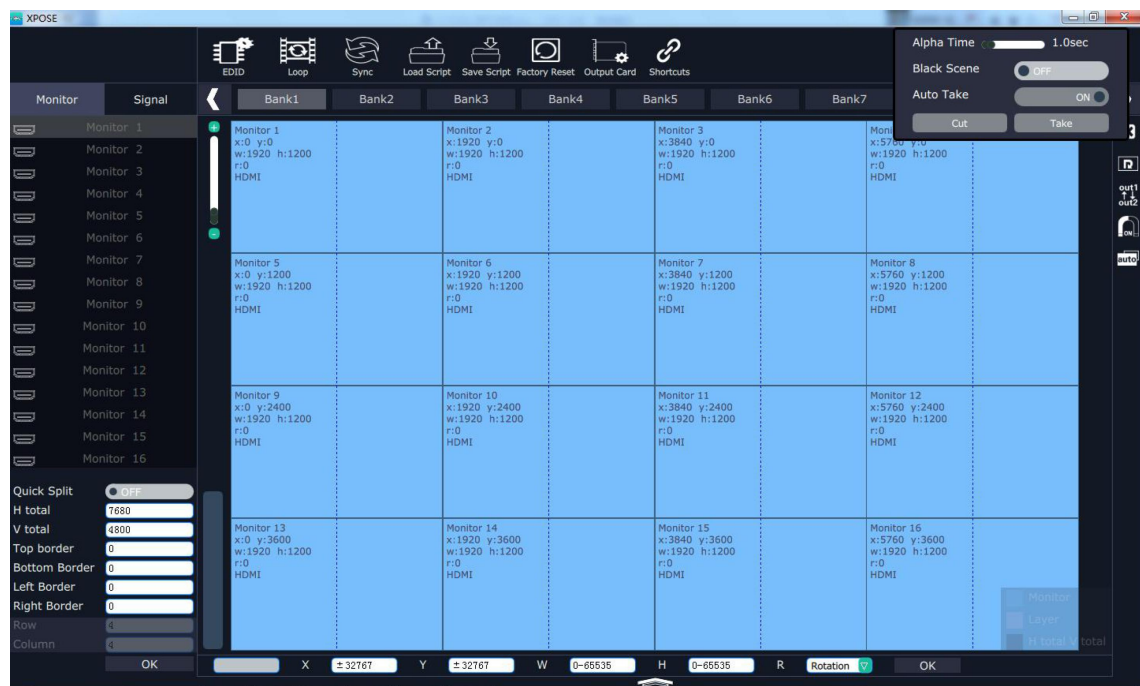 XPOSE
Alpha Time 1.0sec
Black Scene OFF
Auto Take ON
Cut Take
EDID Loop Sync Load Script Save Script Factory Reset Output Card Shortcuts
Monitor Signal
Bank1 Bank2 Bank3 Bank4 Bank5 Bank6 Bank7
Monitor 1
Monitor 2
Monitor 3
Monitor 4
Monitor 5
Monitor 6
Monitor 7
Monitor 8
Monitor 9
Monitor 10
Monitor 11
Monitor 12
Monitor 13
Monitor 14
Monitor 15
Monitor 16
Quick Split OFF
H total 7680
V total 4800
Top border 0
Bottom Border 0
Left Border 0
Right Border 0
Row 4
Column 4
OK
Monitor 1
x:0 y:0
w:1920 h:1200
r:0
HDMI
Monitor 2
x:1920 y:0
w:1920 h:1200
r:0
HDMI
Monitor 3
x:3840 y:0
w:1920 h:1200
r:0
HDMI
Moni
x:5760 y:0
w:1920 h:1200
r:0
HDMI
Monitor 5
x:0 y:1200
w:1920 h:1200
r:0
HDMI
Monitor 6
x:1920 y:1200
w:1920 h:1200
r:0
HDMI
Monitor 7
x:3840 y:1200
w:1920 h:1200
r:0
HDMI
Monitor 8
x:5760 y:1200
w:1920 h:1200
r:0
HDMI
Monitor 9
x:0 y:2400
w:1920 h:1200
r:0
HDMI
Monitor 10
x:1920 y:2400
w:1920 h:1200
r:0
HDMI
Monitor 11
x:3840 y:2400
w:1920 h:1200
r:0
HDMI
Monitor 12
x:5760 y:2400
w:1920 h:1200
r:0
HDMI
Monitor 13
x:0 y:3600
w:1920 h:1200
r:0
HDMI
Monitor 14
x:1920 y:3600
w:1920 h:1200
r:0
HDMI
Monitor 15
x:3840 y:3600
w:1920 h:1200
r:0
HDMI
Monitor 16
x:5760 y:3600
w:1920 h:1200
r:0
HDMI
out1
out2
ON
auto
Monitor
Layer
H total V total
X ±32767 Y ±32767 W 0-65535 H 0-65535 R Rotation OK